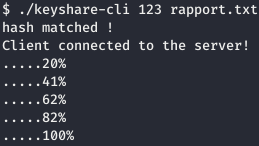 $ ./keyshare-cli 123 rapport.txt
hash matched !
Client connected to the server!
.....20%
.....41%
.....62%
.....82%
.....100%